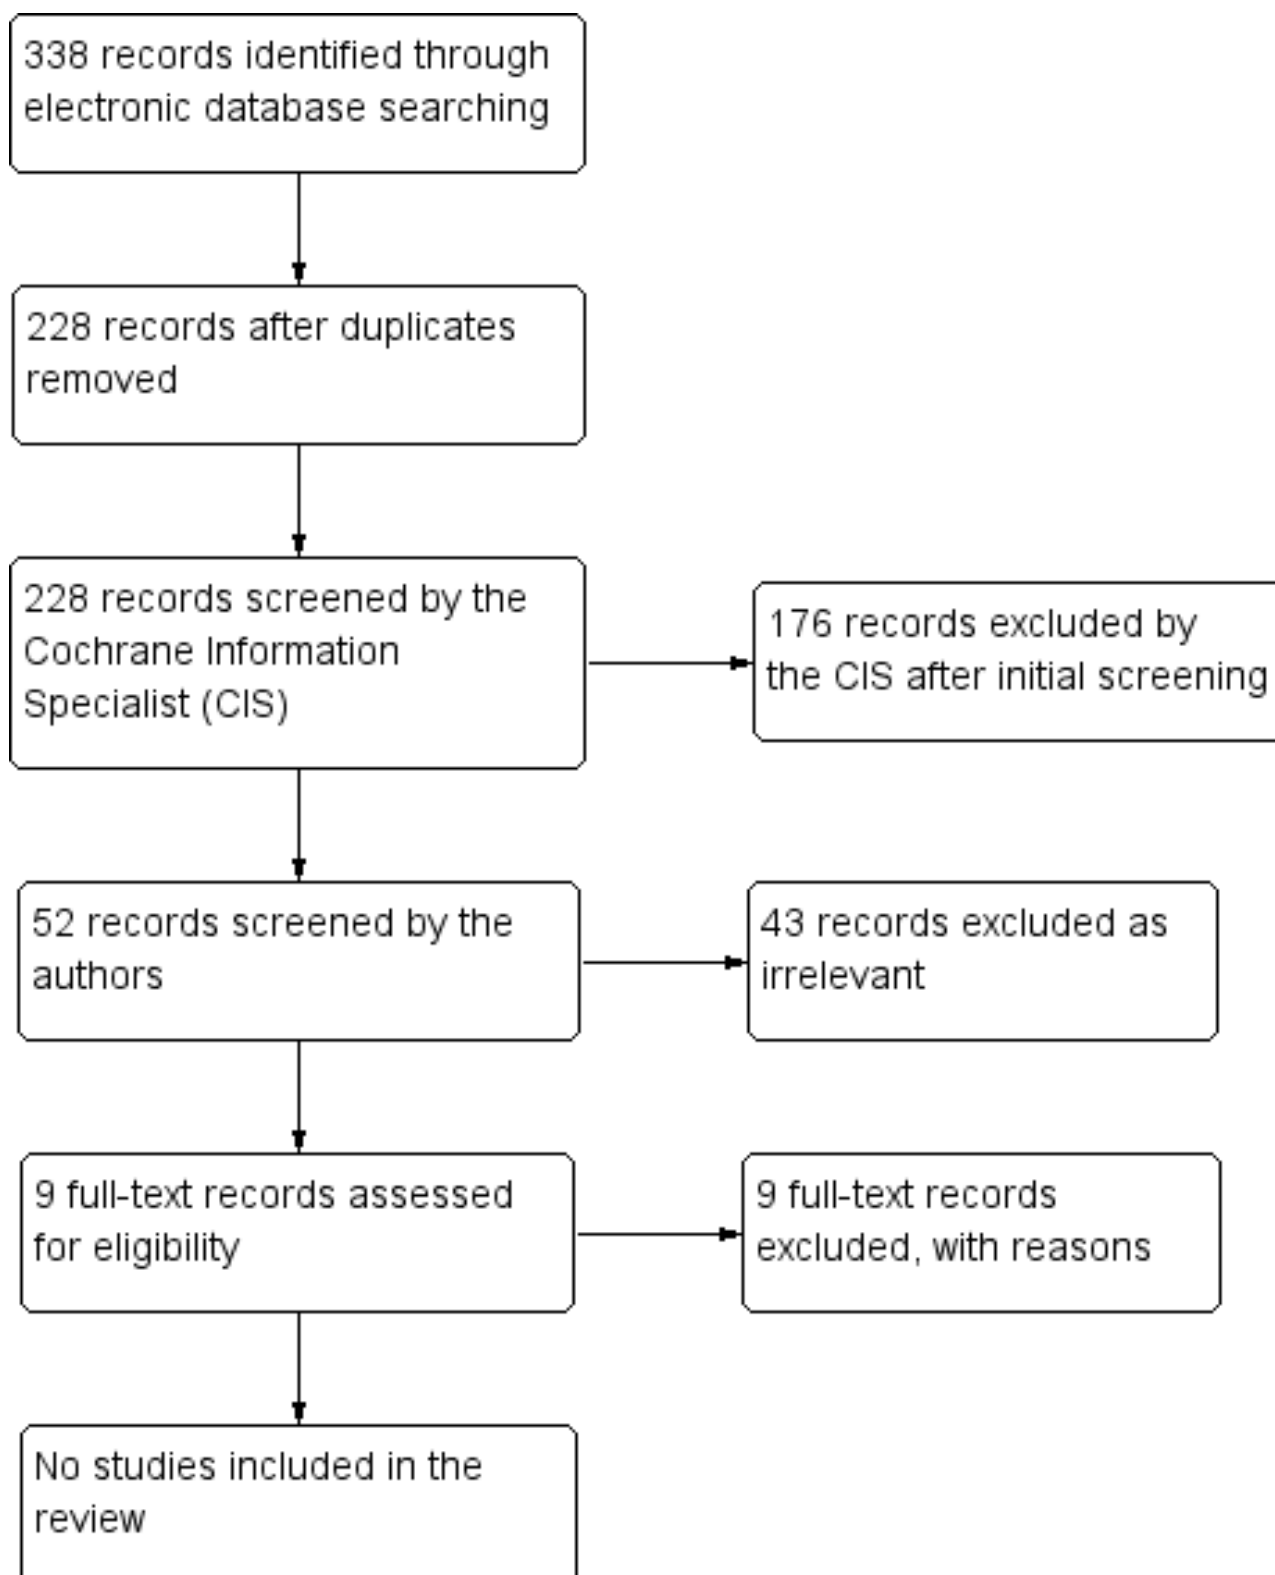 338 records identified through
electronic database searching
228 records after duplicates
removed
228 records screened by the
Cochrane Information
Specialist (CIS)
176 records excluded by
the CIS after initial screening
52 records screened by the
authors
43 records excluded as
irrelevant
9 full-text records assessed
for eligibility
9 full-text records
excluded, with reasons
No studies included in the
review